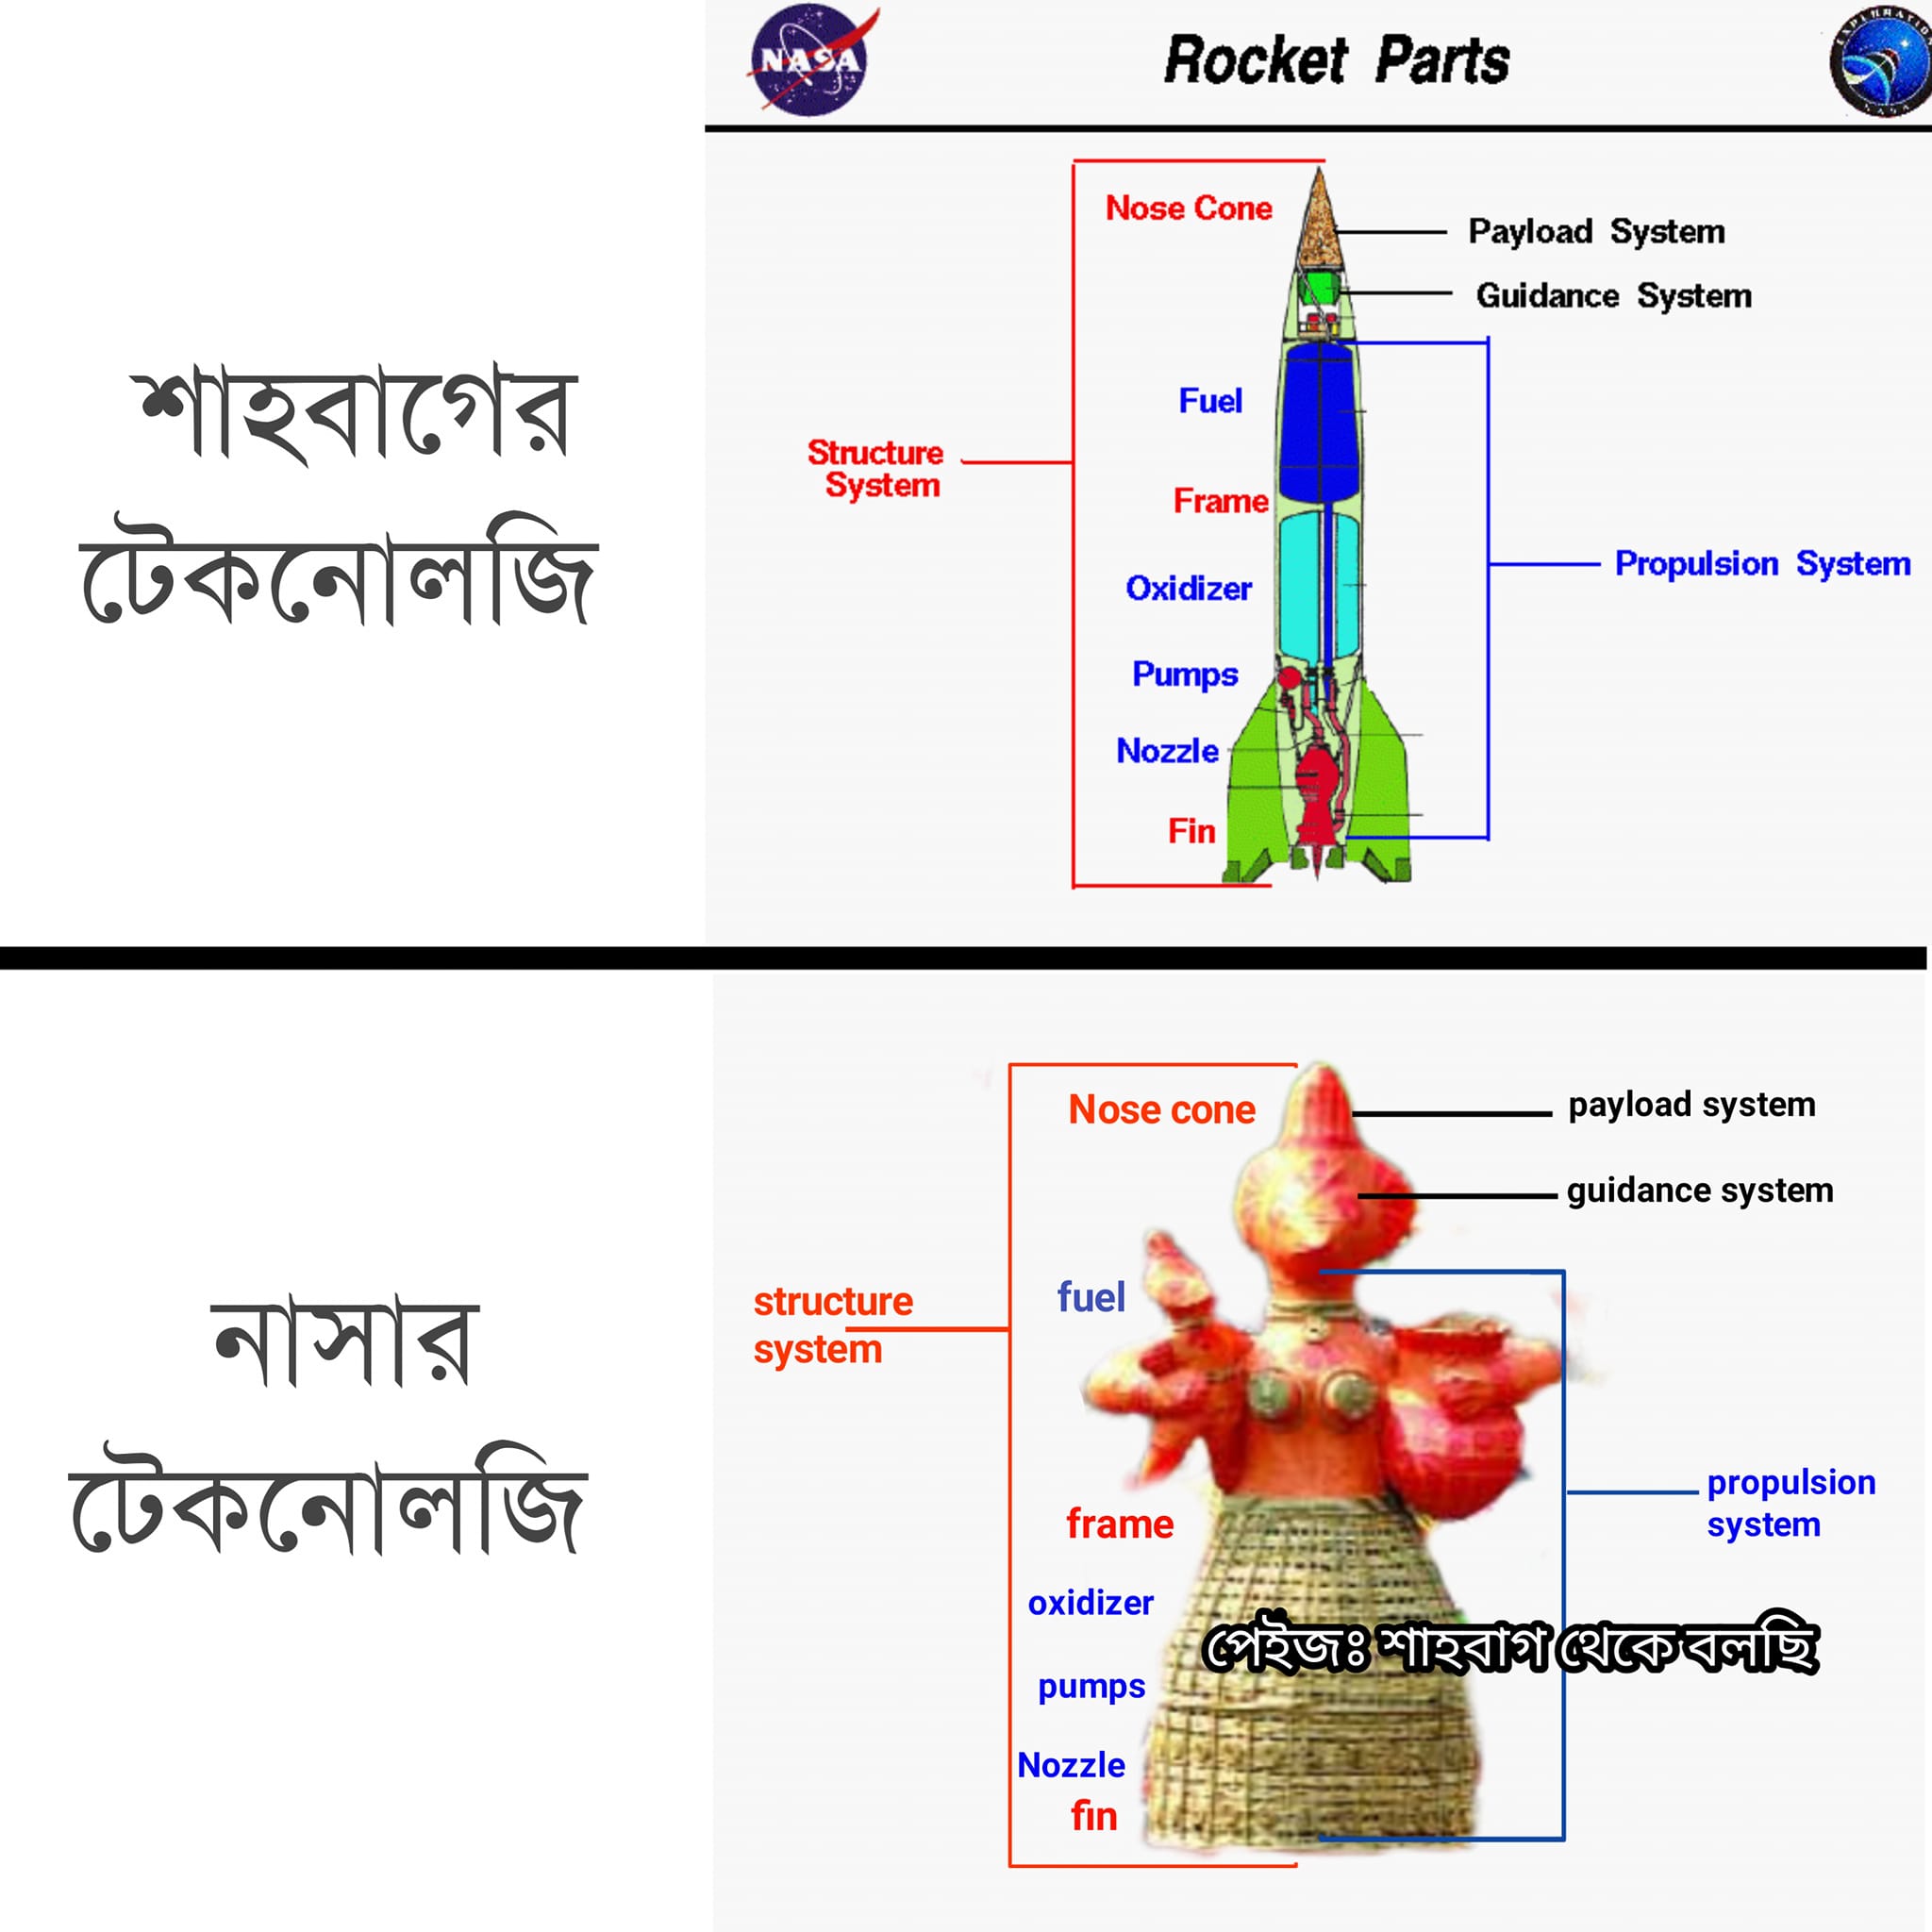 NASA
Rocket Parts
শাহবাগের
টেকনোলজি
Nose Cone
Payload System
Guidance System
Fuel
Structure
System
Frame
Propulsion System
Oxidizer
Pumps
Nozzle
Fin
নাসার
টেকনোলজি
Nose cone
payload system
guidance system
fuel
structure
system
propulsion
system
frame
oxidizer
পেইজঃ শাহবাগ থেকে বলছি
pumps
Nozzle
fin